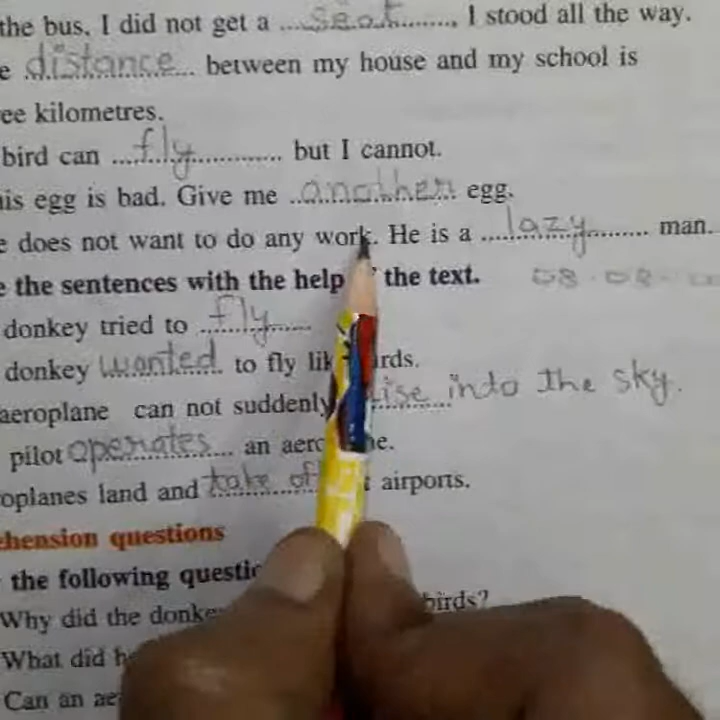 the bus. I did not get a seat. I stood all the way.
e distance between my house and my school is
ee kilometres.
bird can fly but I cannot.
is egg is bad. Give me another egg.
e does not want to do any work. He is a lazy man.
e the sentences with the help the text.
donkey tried to fly
donkey wanted to fly lik irds.
aeroplane can not suddenly rise into the sky.
pilot operates an aero ne.
oplanes land and take of airports.
hension questions
the following questio
Why did the donke birds?
What did h
Can an ae